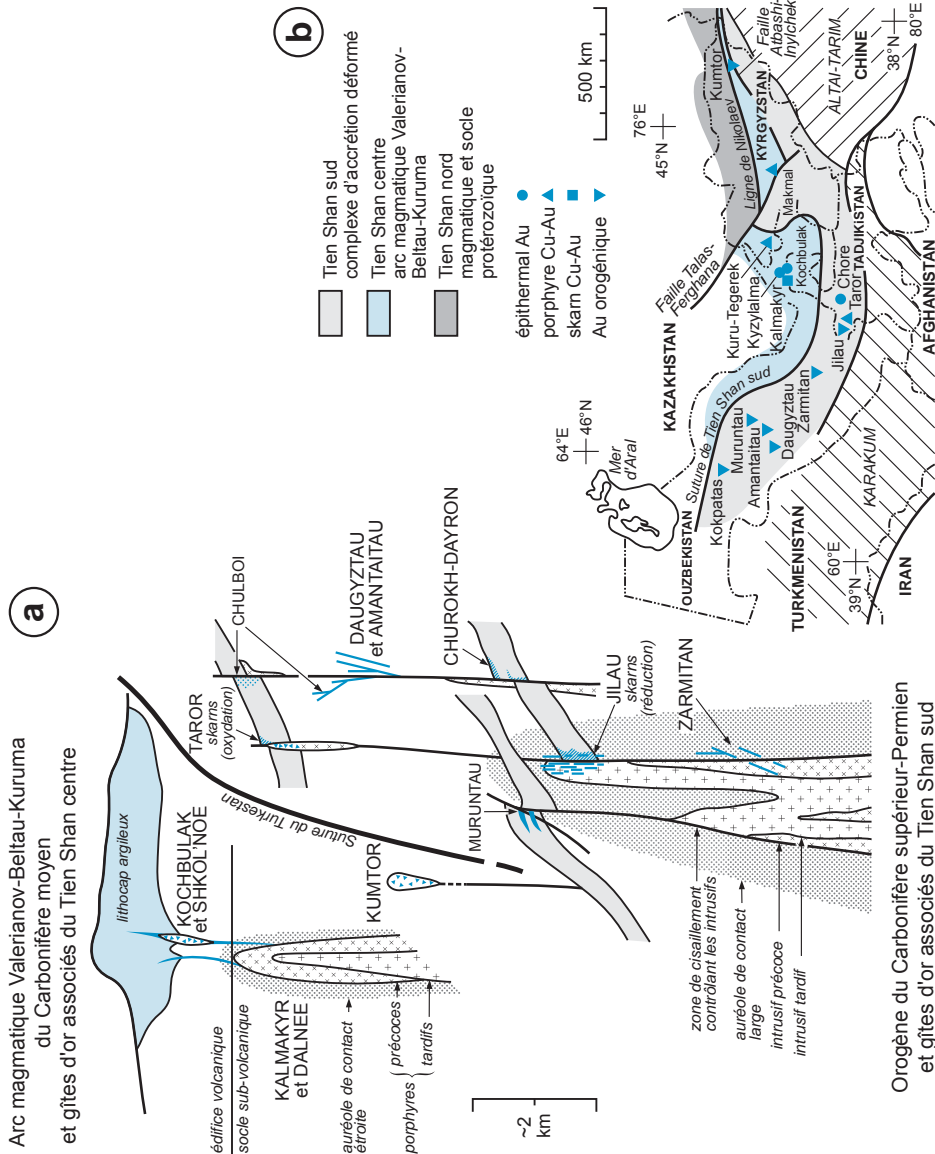 a
Arc magmatique Valerianov-Beltau-Kuruma
du Carbonifère moyen
et gîtes d'or associés du Tien Shan centre
lithocap argileux
KOCHBULAK
et SHKOL'NOE
édifice volcanique
socle sub-volcanique
KALMAKYR
et DALNEE
auréole de contact
étroite
porphyres
précoces
tardifs
~2
km
Suture du Turkestan
KUMTOR
TAROR
skarns
(oxydation)
CHULBOI
DAUGYZTAU
et AMANTAITAU
CHUROKH-DAYRON
MURUNTAU
JILAU
skarns
(réduction)
ZARMITAN
zone de cisaillement
contrôlant les intrusifs
auréole de contact
large
intrusif précoce
intrusif tardif
Orogène du Carbonifère supérieur-Permien
et gîtes d'or associés du Tien Shan sud
b
Tien Shan sud
complexe d'accrétion déformé
Tien Shan centre
arc magmatique Valerianov-
Beltau-Kuruma
Tien Shan nord
magmatique et socle
protérozoique
épithermal Au
porphyre Cu-Au
skarn Cu-Au
Au orogénique
500 km
64°E
46°N
76°E
45°N
Mer
d'Aral
KAZAKHSTAN
Faille Talas-
Ferghana
Ligne de Nikolaev
Kumtor
Faille
Atbashi-
Inylchek
KYRGYZSTAN
Makmal
Kuru-Tegerek
Kyzylalma
Kalmakyr
Kochbulak
Suture de Tien Shan sud
OUZBEKISTAN
Kokpatas
Muruntau
Amantaitau
Daugyztau
Zarmitan
Jilau
Taror
Chore
TADJIKISTAN
ALTAI-TARIM
CHINE
38°N
80°E
TURKMENISTAN
KARAKUM
60°E
39°N
IRAN
AFGHANISTAN